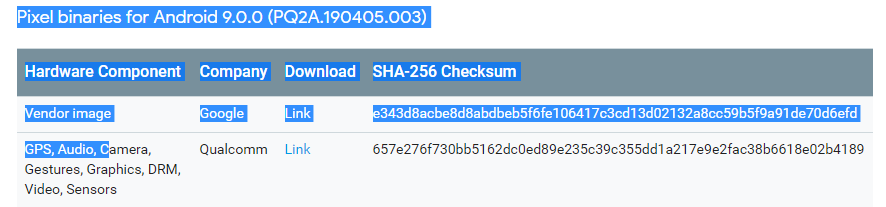 Pixel binaries for Android 9.0.0 (PQ2A.190405.003)
Hardware Component Company Download SHA-256 Checksum
Vendor image Google Link e343d8acbe8d8abdbeb5f6fe106417c3cd13d02132a8cc59b5f9a91de70d6efd
GPS, Audio, Camera, Qualcomm Link 657e276f730bb5162dc0ed89e235c39c355dd1a217e9e2fac38b6618e02b4189
Gestures, Graphics, DRM,
Video, Sensors